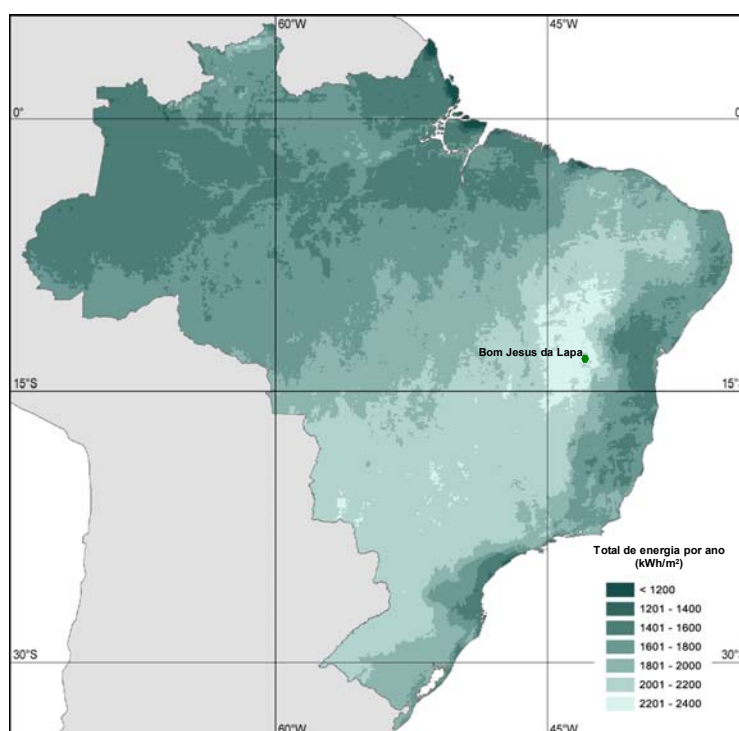 60°W
45°W
0°
0°
Bom Jesus da Lapa
15°S
15°S
Total de energia por ano
(kWh/m²)
< 1200
1201 - 1400
1401 - 1600
1601 - 1800
1801 - 2000
2001 - 2200
2201 - 2400
30°S
30°S
60°W
45°W